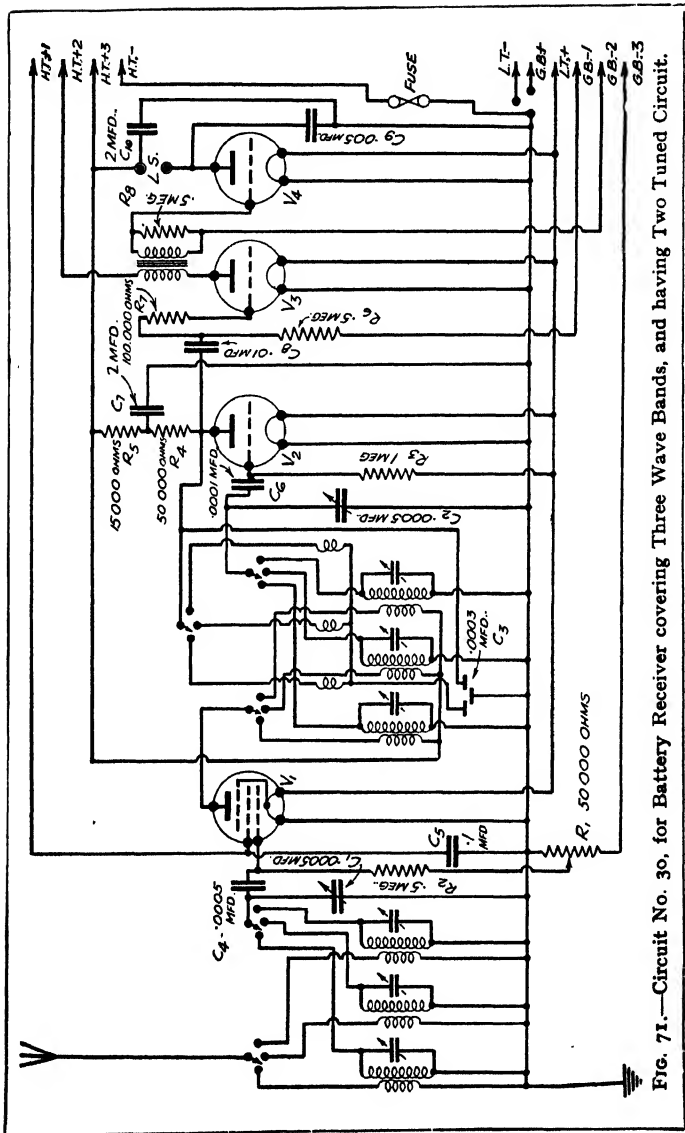 H.T.+1
H.T.+2
H.T.+3
H.T.-
FUSE
L.T.-
G.B.+
L.T.+
G.B.-1
G.B.-2
G.B.-3
2 MFD.
C10
L.S.
C9 .005 MFD.
V4
R8
.5 MEG.
V3
R7
100,000 OHMS
R6 .5 MEG.
C8 .01 MFD
2 MFD.
C7
15000 OHMS
R5
50 000 OHMS
R4
V2
.0001 MFD.
C6
R3 1 MEG
C2 .0005 MFD.
.0003
MFD..
C3
V1
C5
.1
MFD
R1 50 000 OHMS
C1 .0005 MFD.
R2 .5 MEG.
C4 - .0005
MFD.
FIG. 71.—Circuit No. 30, for Battery Receiver covering Three Wave Bands, and having Two Tuned Circuit.